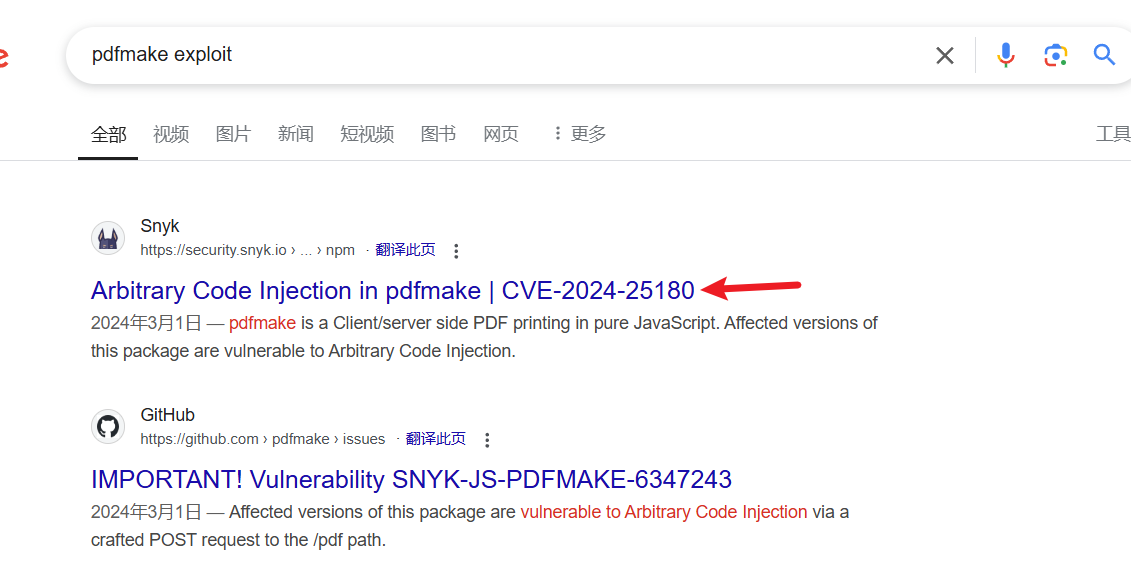 e
pdfmake exploit
全部 视频 图片 新闻 短视频 图书 网页 更多 工具
Snyk
https://security.snyk.io › ... › npm · 翻译此页
Arbitrary Code Injection in pdfmake | CVE-2024-25180
2024年3月1日 — pdfmake is a Client/server side PDF printing in pure JavaScript. Affected versions of
this package are vulnerable to Arbitrary Code Injection.
GitHub
https://github.com › pdfmake › issues · 翻译此页
IMPORTANT! Vulnerability SNYK-JS-PDFMAKE-6347243
2024年3月1日 — Affected versions of this package are vulnerable to Arbitrary Code Injection via a
crafted POST request to the /pdf path.